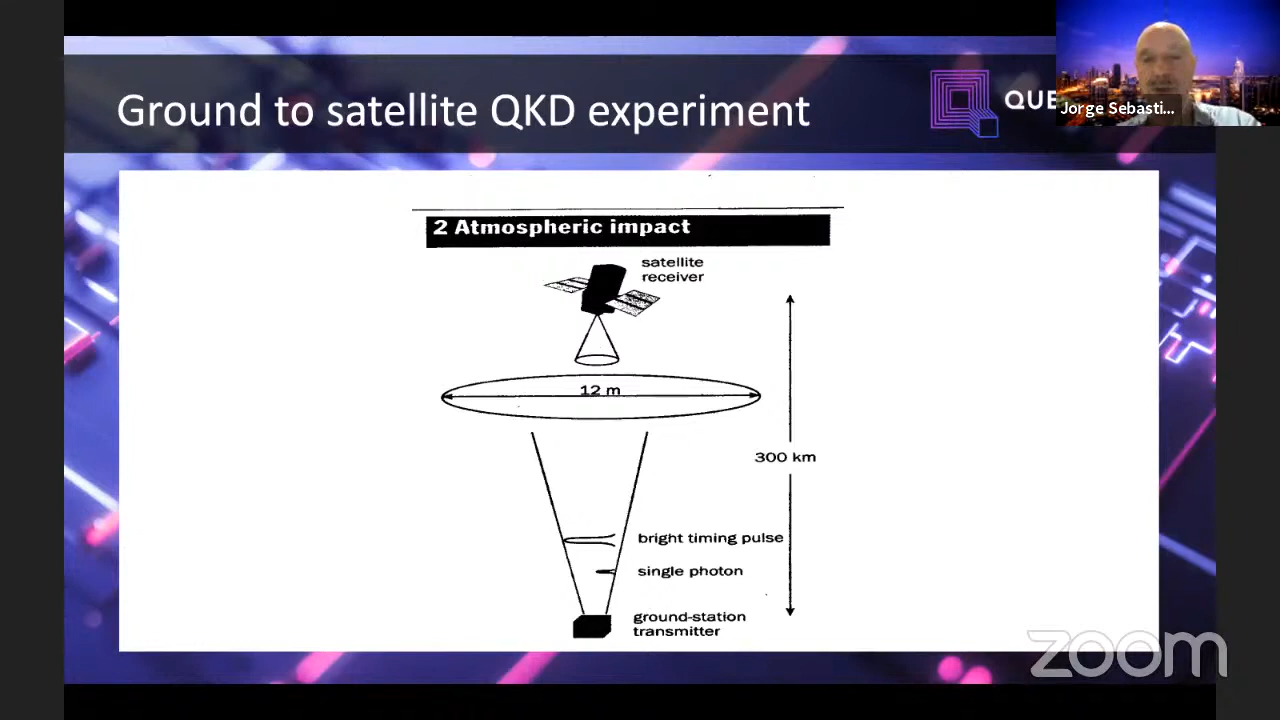 Ground to satellite QKD experiment
QUE
Jorge Sebasti...
2 Atmospheric impact
satellite
receiver
12 m
300 km
bright timing pulse
single photon
ground-station
transmitter
zoom